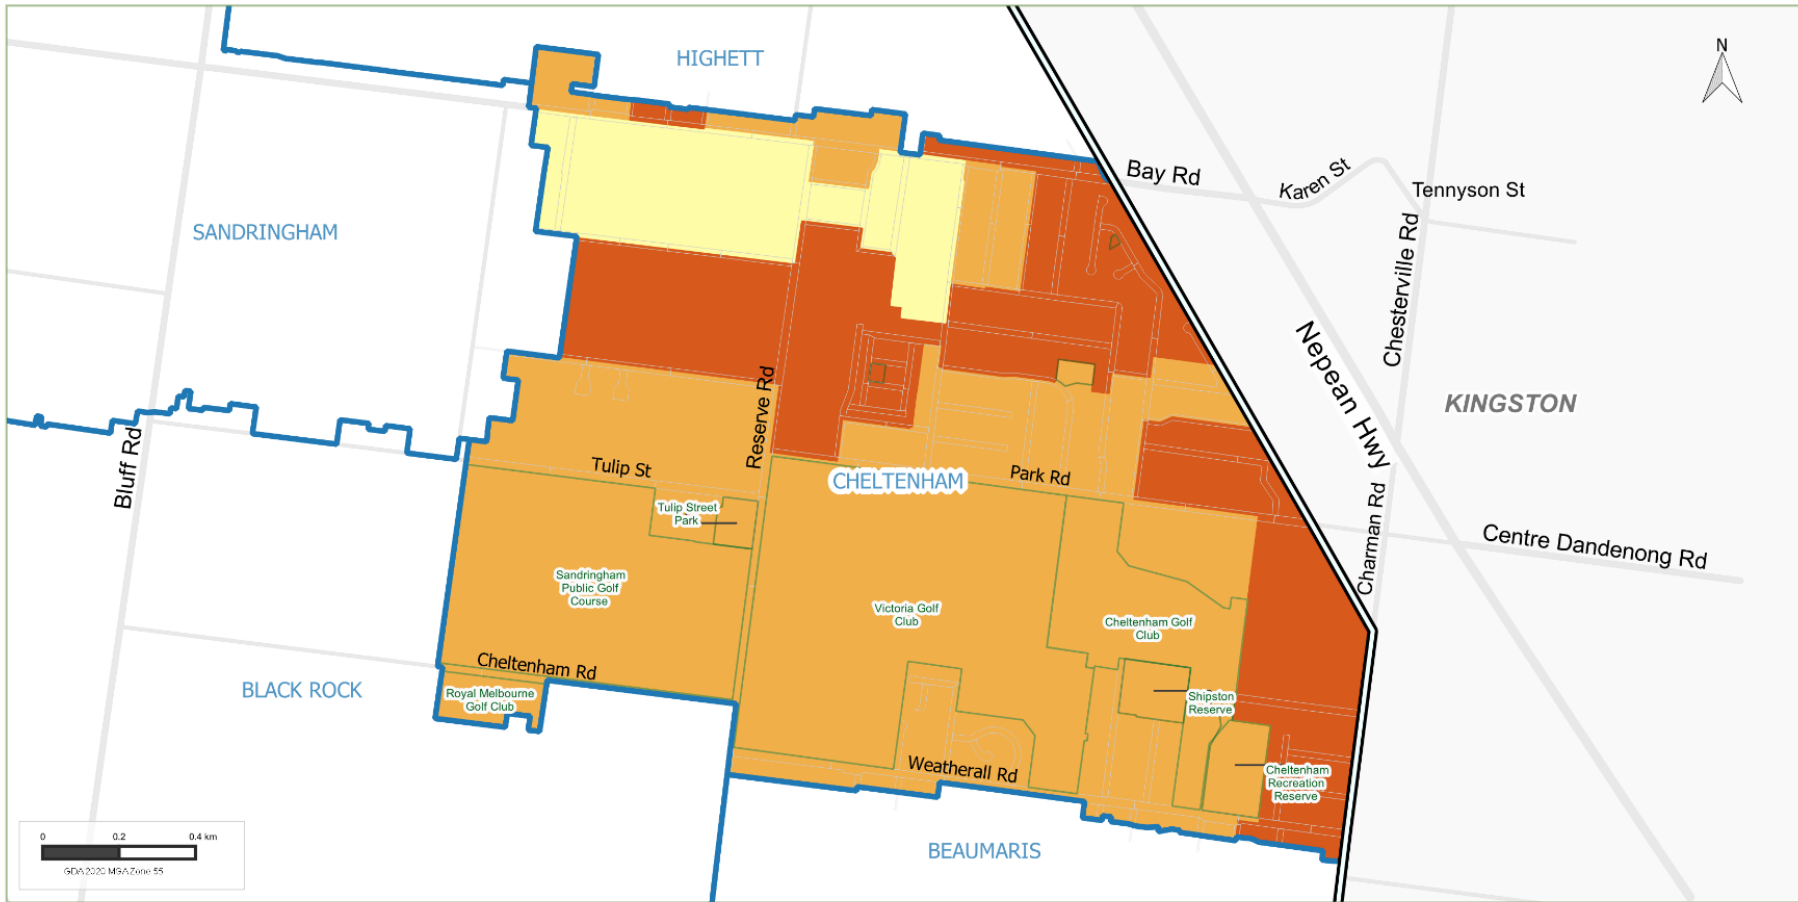 HIGHETT
N
Bay Rd
Karen St
Tennyson St
SANDRINGHAM
Chesterville Rd
Nepean Hwy
KINGSTON
Reserve Rd
Bluff Rd
Tulip St
CHELTENHAM
Park Rd
Tulip Street
Park
Charman Rd
Centre Dandenong Rd
Sandringham
Public Golf
Course
Victoria Golf
Club
Cheltenham Golf
Club
Cheltenham Rd
BLACK ROCK
Royal Melbourne
Golf Club
Shipston
Reserve
Weatherall Rd
Cheltenham
Recreation
Reserve
BEAUMARIS
0 0.2 0.4 km
GDA2020 MGA Zone 55